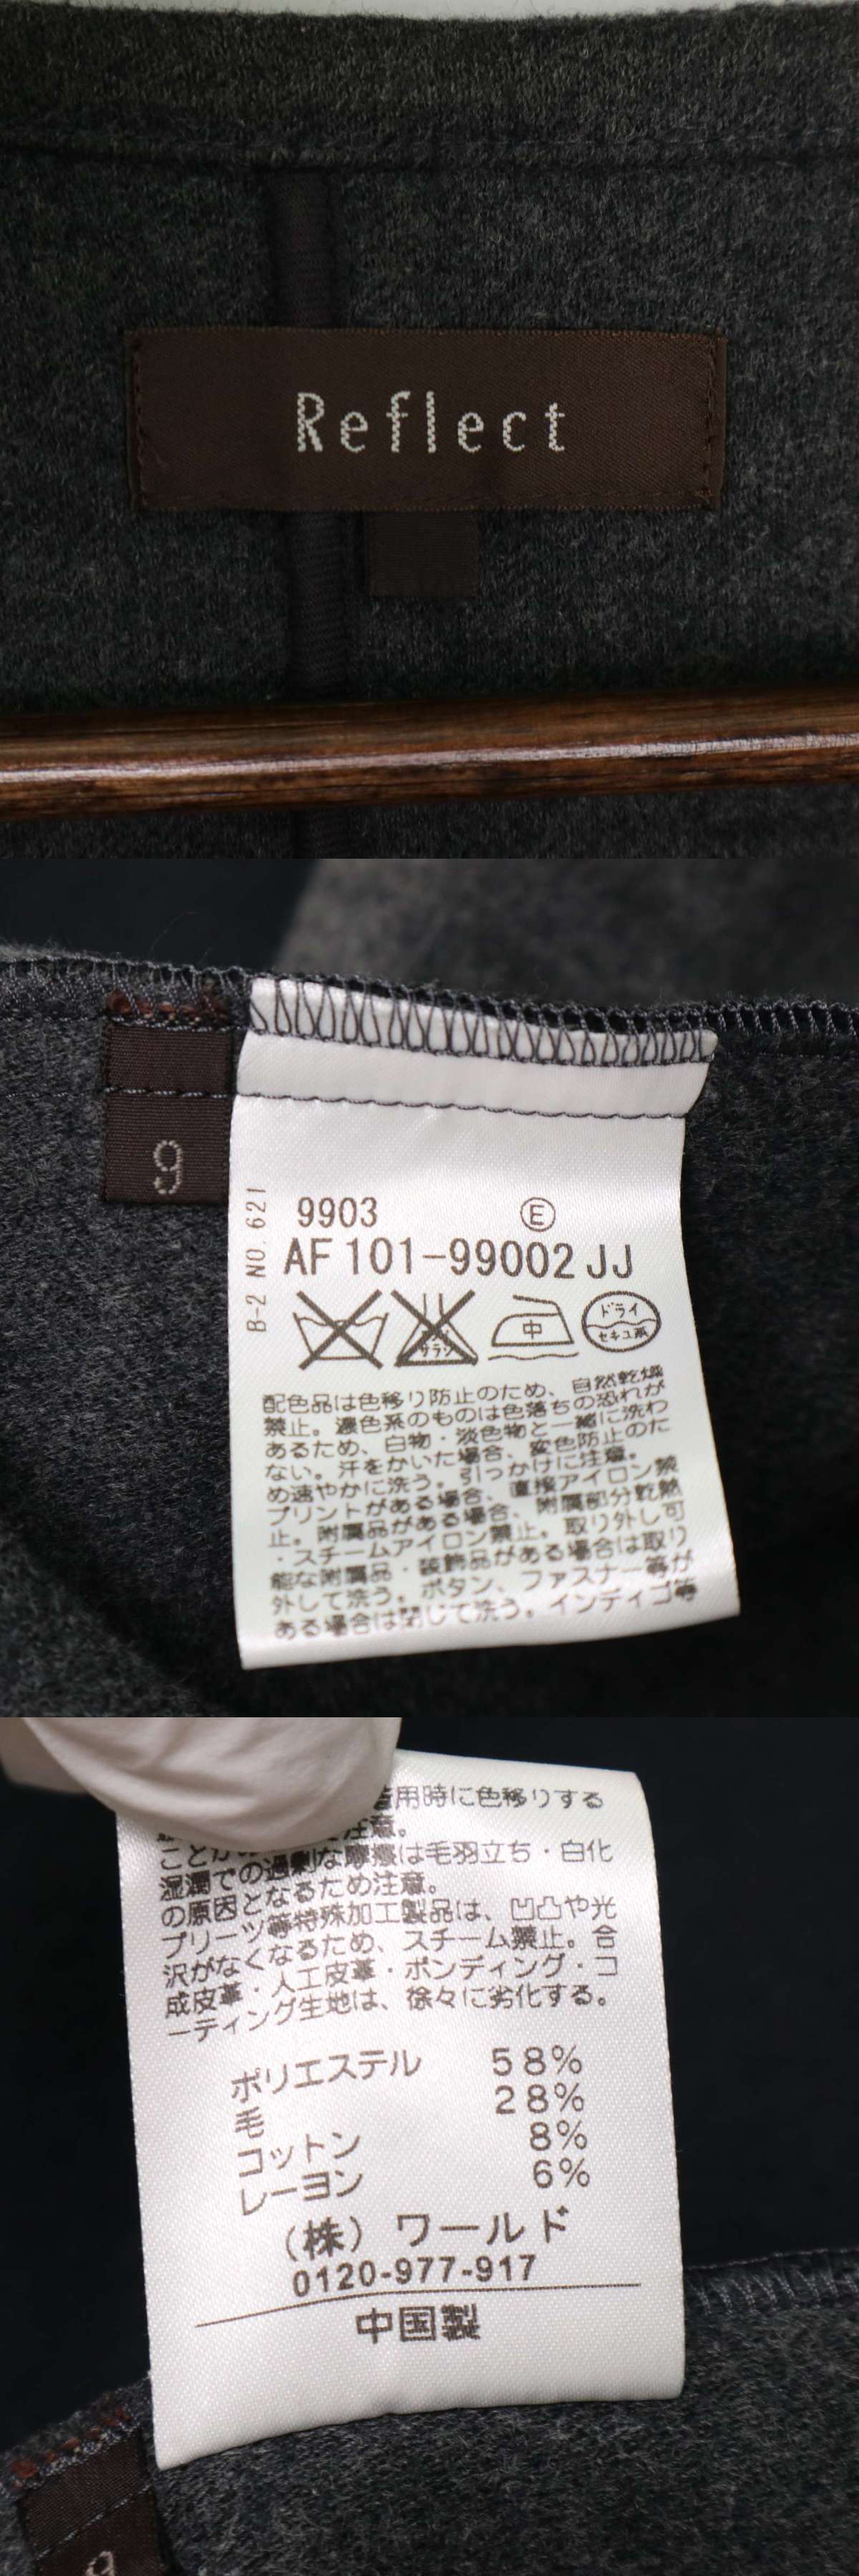 Reflect
9
B-2 NO.621
9903
Ⓔ
AF101-99002JJ
サラシ
中
ドライ
セキユ系
配色品は色移り防止のため、自然乾燥
禁止。濃色系のものは色落ちの恐れが
あるため、白物・淡色物と一緒に洗わ
ない。汗をかいた場合、変色防止のた
め速やかに洗う。引っかけに注意。
プリントがある場合、直接アイロン禁
止。附属品がある場合、附属部分乾熱
・スチームアイロン禁止。取り外し可
能な附属品・装飾品がある場合は取り
外して洗う。ボタン、ファスナー等が
ある場合は閉じて洗う。インディゴ等
着用時に色移りする
ことが 注意。
湿潤での過剰な摩擦は毛羽立ち・白化
の原因となるため注意。
プリーツ等特殊加工製品は、凹凸や光
沢がなくなるため、スチーム禁止。合
成皮革・人工皮革・ボンディング・コ
ーティング生地は、徐々に劣化する。
ポリエステル 58%
毛 28%
コットン 8%
レーヨン 6%
(株) ワールド
0120-977-917
中国製
9